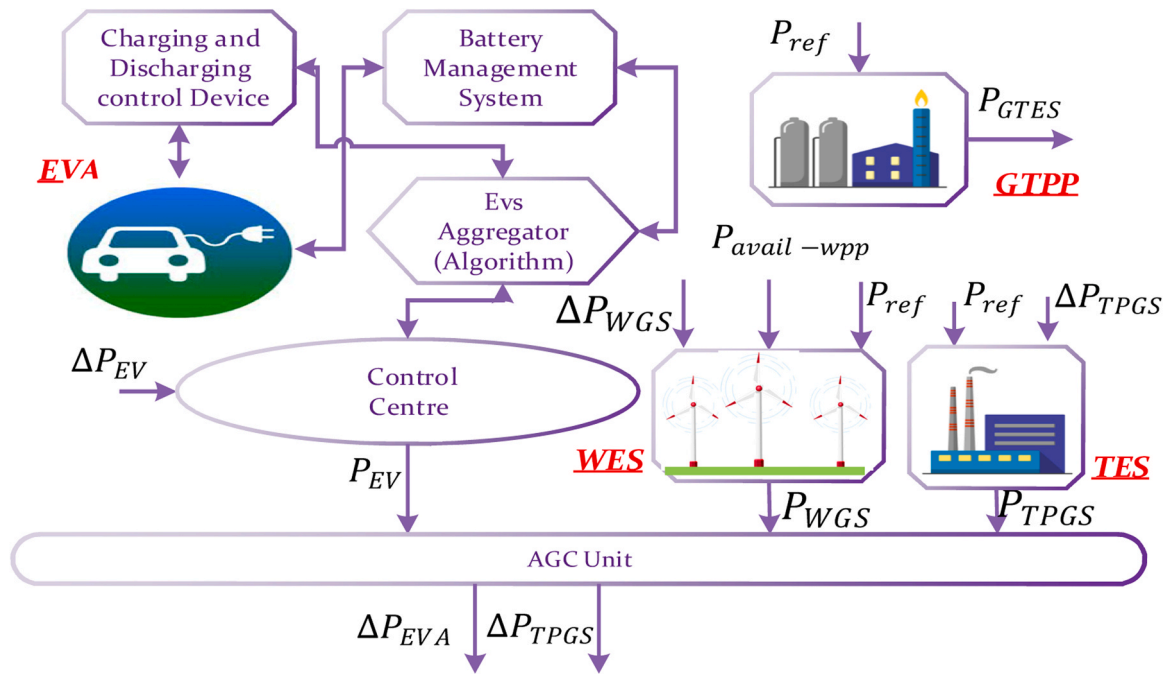 Charging and
Discharging
control Device
Battery
Management
System
P_ref
P_GTES
EVA
GTPP
Evs
Aggregator
(Algorithm)
P_avail-wpp
ΔP_WGS
P_ref
P_ref
ΔP_TPGS
ΔP_EV
Control
Centre
WES
TES
P_EV
P_WGS
P_TPGS
AGC Unit
ΔP_EVA
ΔP_TPGS